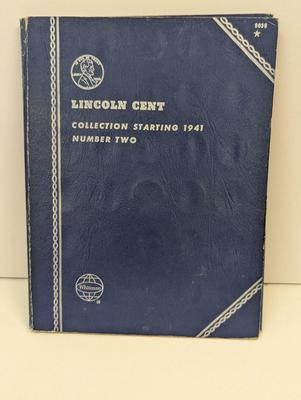 9030
LINCOLN CENT
COLLECTION STARTING 1941
NUMBER TWO
Whitman
®